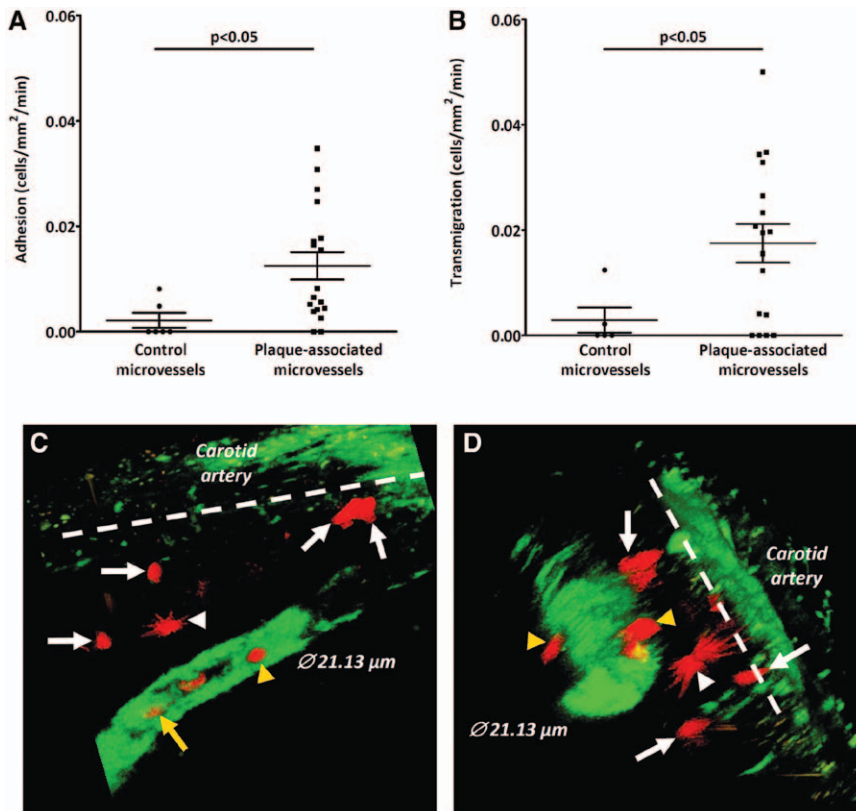 A
0.06
0.04
0.02
0.00
Adhesion (cells/mm²/min)
p<0.05
Control
microvessels
Plaque-associated
microvessels
B
0.06
0.04
0.02
0.00
Transmigration (cells/mm²/min)
p<0.05
Control
microvessels
Plaque-associated
microvessels
C
Carotid
artery
Ø 21.13 µm
D
Carotid
artery
Ø 21.13 µm